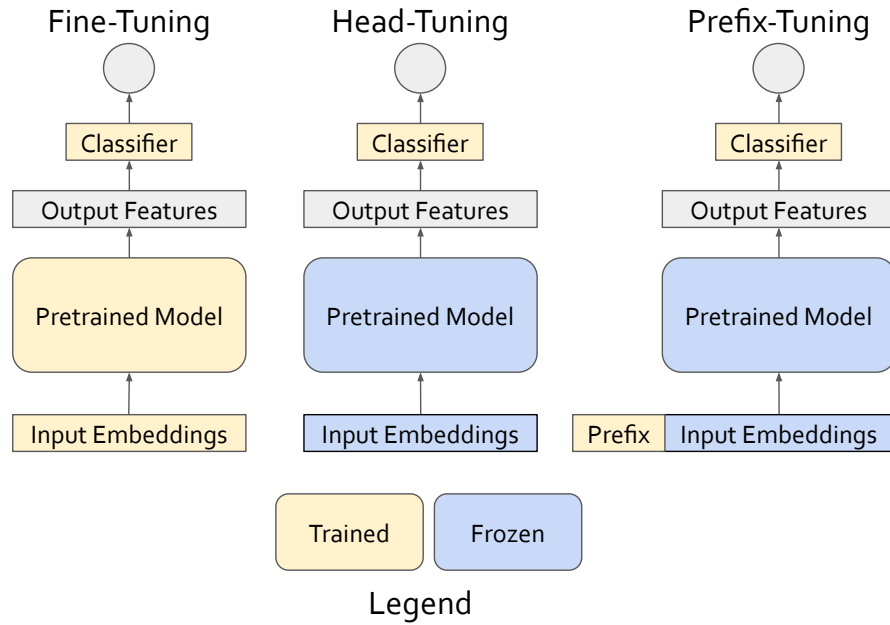 Fine-Tuning
Classifier
Output Features
Pretrained Model
Input Embeddings
Head-Tuning
Classifier
Output Features
Pretrained Model
Input Embeddings
Prefix-Tuning
Classifier
Output Features
Pretrained Model
Prefix
Input Embeddings
Trained
Frozen
Legend